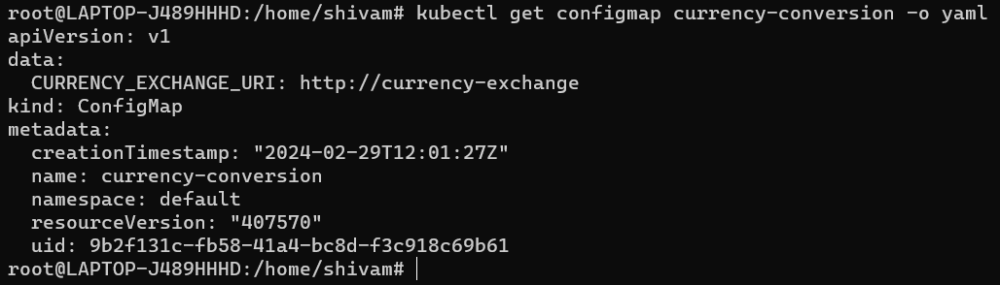 root@LAPTOP-J489HHHD:/home/shivam# kubectl get configmap currency-conversion -o yaml
apiVersion: v1
data:
  CURRENCY_EXCHANGE_URI: http://currency-exchange
kind: ConfigMap
metadata:
  creationTimestamp: "2024-02-29T12:01:27Z"
  name: currency-conversion
  namespace: default
  resourceVersion: "407570"
  uid: 9b2f131c-fb58-41a4-bc8d-f3c918c69b61
root@LAPTOP-J489HHHD:/home/shivam#